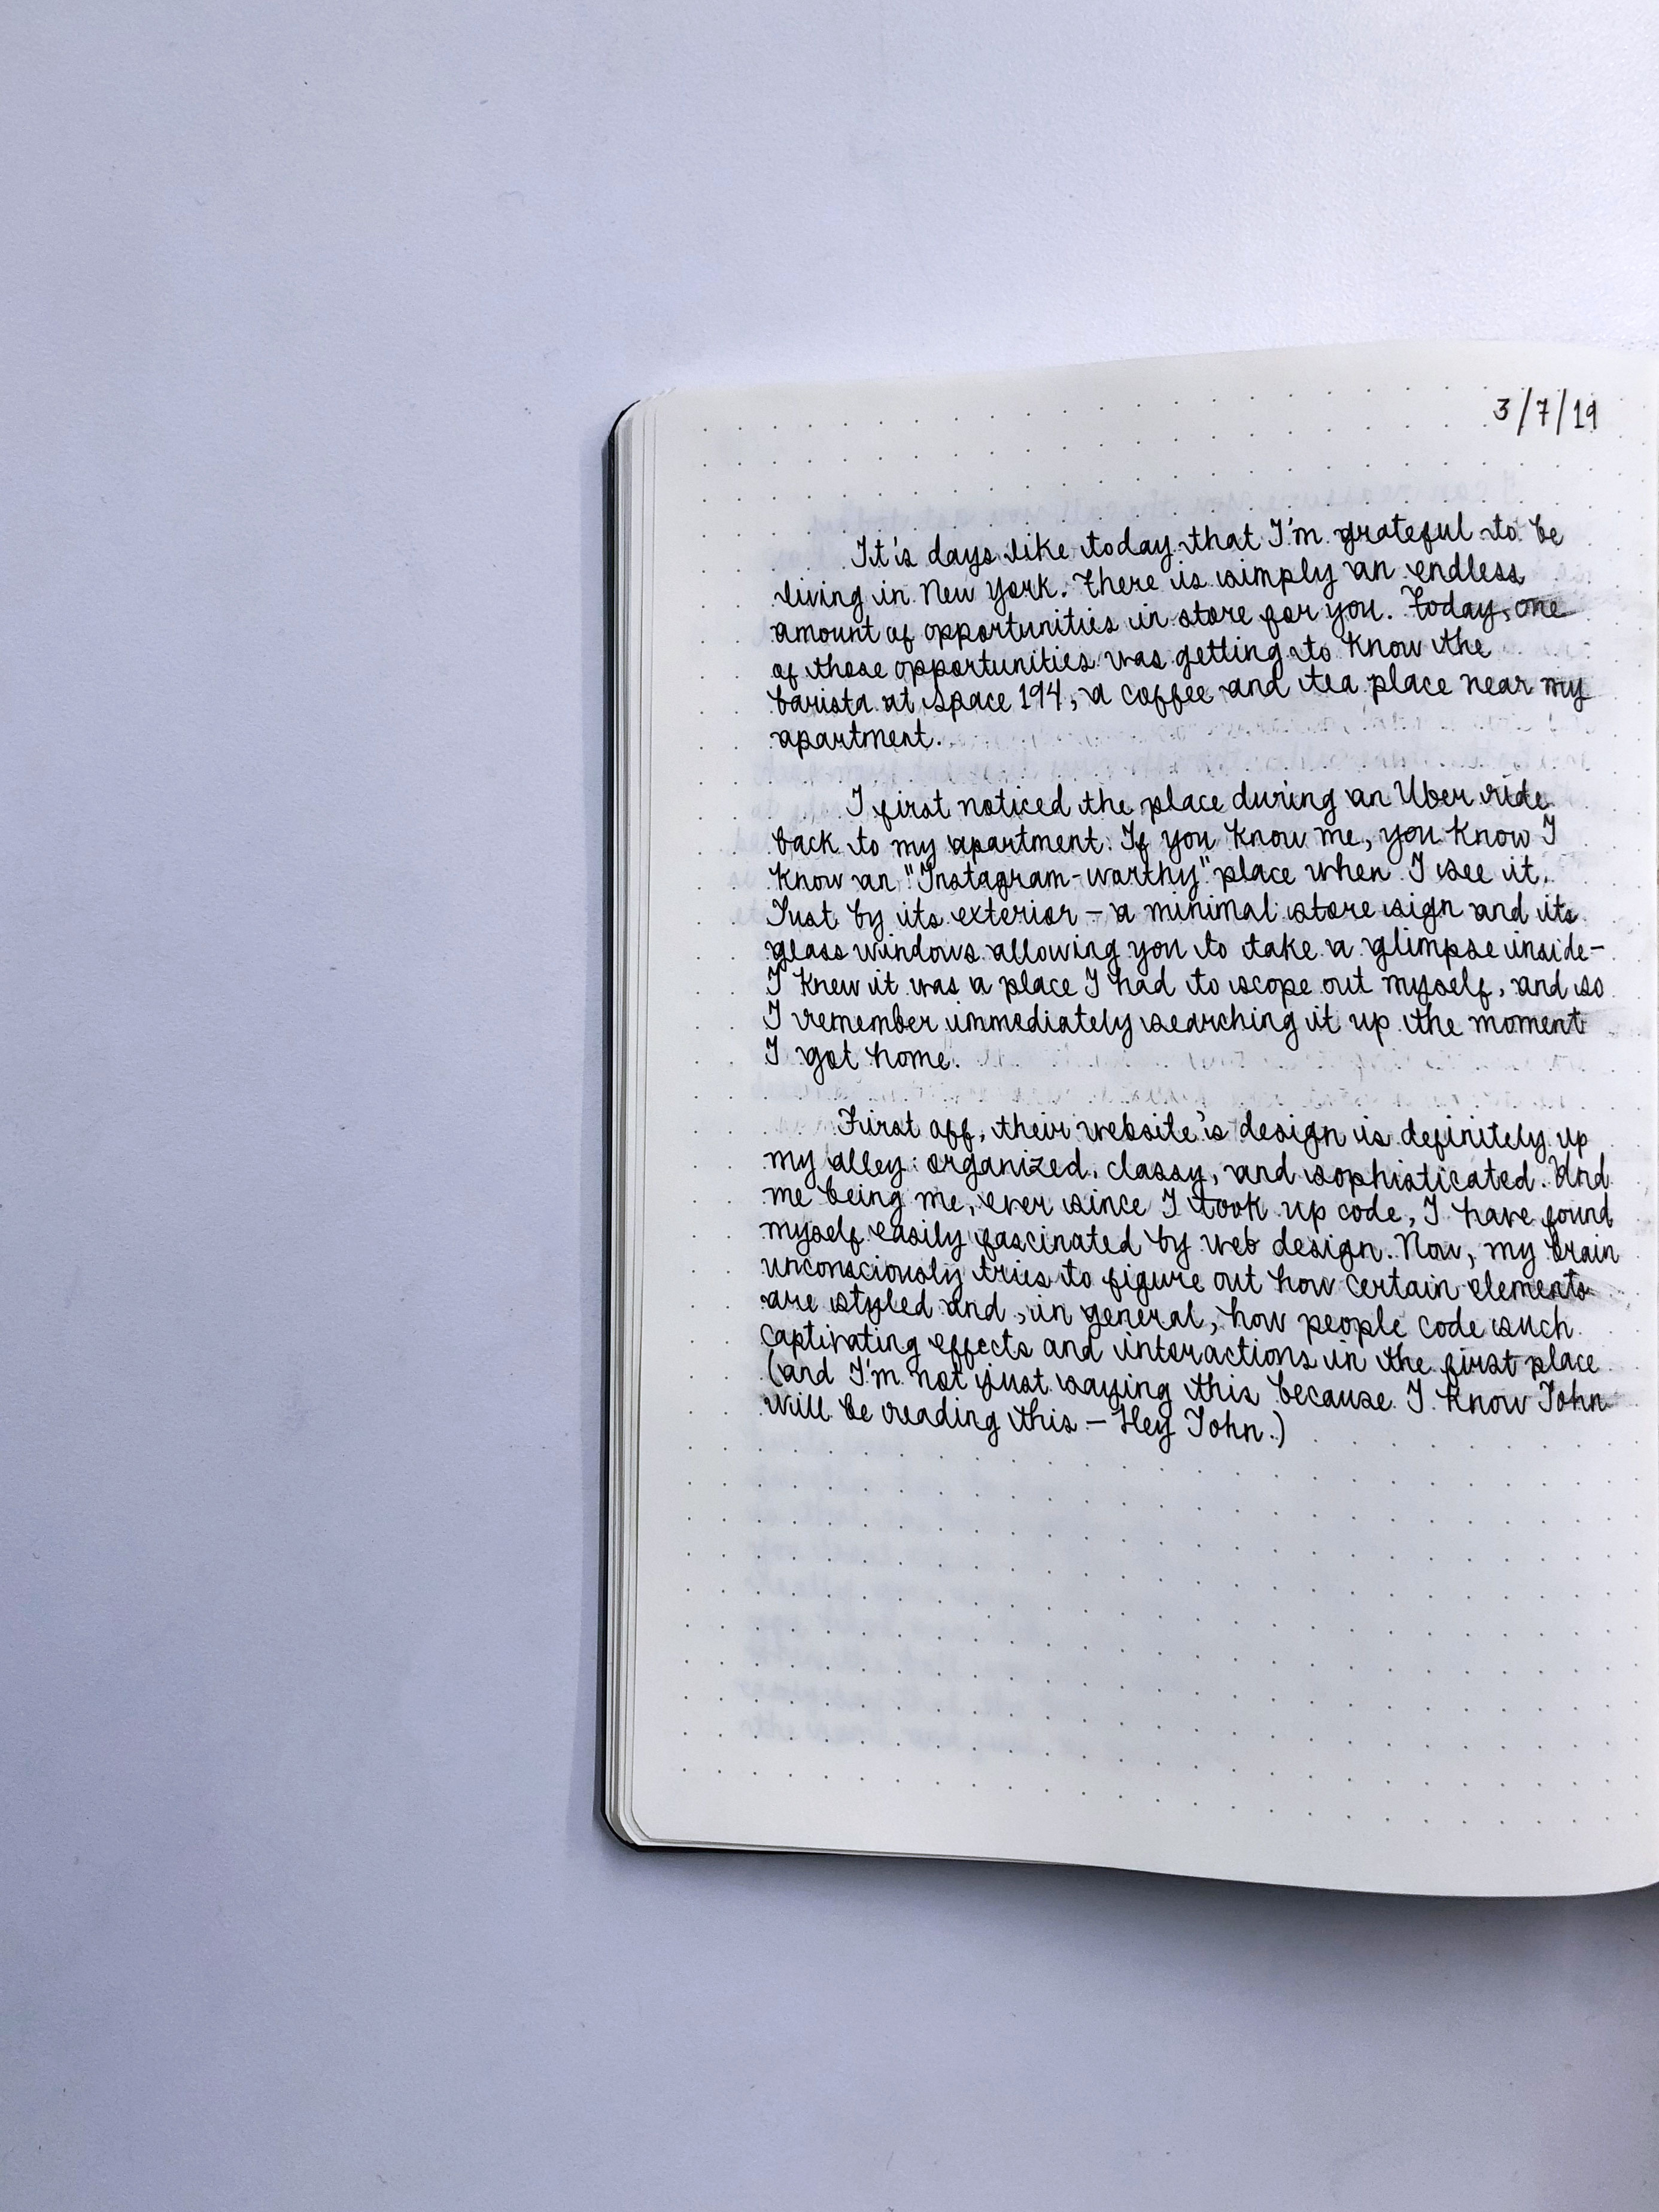 3/7/19
It's days like today that I'm grateful to be
living in New York. There is simply an endless
amount of opportunities in store for you. Today, one
of those opportunities was getting to know the
barista at Space 194, a coffee and tea place near my
apartment.
I first noticed the place during an Uber ride
back to my apartment. If you know me, you know I
know an "Instagram-worthy" place when I see it.
Just by its exterior — a minimal store sign and its
glass windows allowing you to take a glimpse inside —
I knew it was a place I had to scope out myself, and so
I remember immediately searching it up the moment
I got home.
First off, their website's design is definitely up
my alley: organized, classy, and sophisticated. And
me being me, ever since I took up code, I have found
myself easily fascinated by web design. Now, my brain
unconsciously tries to figure out how certain elements
are styled and, in general, how people code such
captivating effects and interactions in the first place
(and I'm not just saying this because I know John
will be reading this — Hey John.)